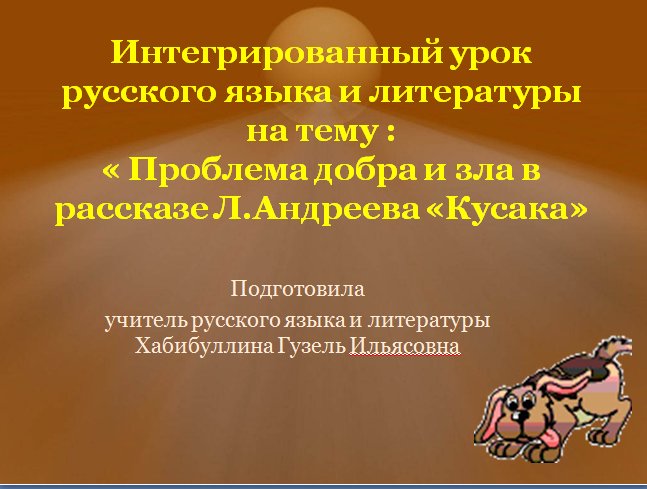 Интегрированный урок
русского языка и литературы
на тему :
« Проблема добра и зла в
рассказе Л.Андреева «Кусака»
Подготовила
учитель русского языка и литературы
Хабибуллина Гузель Ильясовна